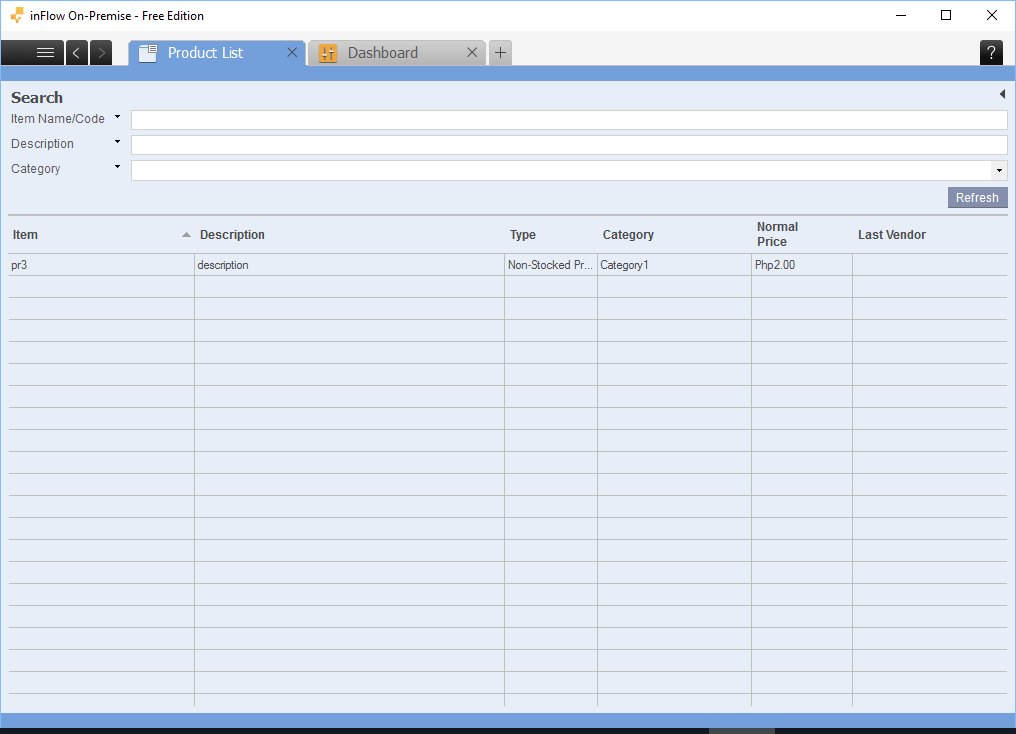 inFlow On-Premise - Free Edition
Product List
Dashboard
?
Search
Item Name/Code
Description
Category
Refresh
Item Description Type Category Normal Price Last Vendor
pr3 description Non-Stocked Pr... Category1 Php2.00